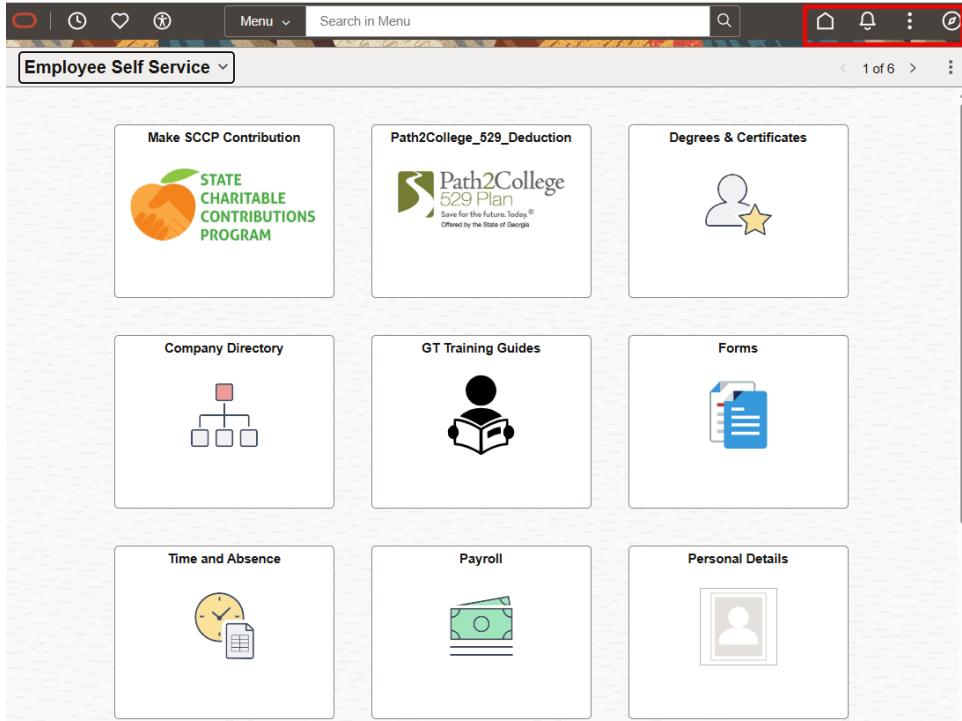 Menu
Search in Menu
Employee Self Service
1 of 6
Make SCCP Contribution
STATE
CHARITABLE
CONTRIBUTIONS
PROGRAM
Path2College_529_Deduction
Path2College
529 Plan
Save for the future. Today.®
Offered by the State of Georgia
Degrees & Certificates
Company Directory
GT Training Guides
Forms
Time and Absence
Payroll
Personal Details